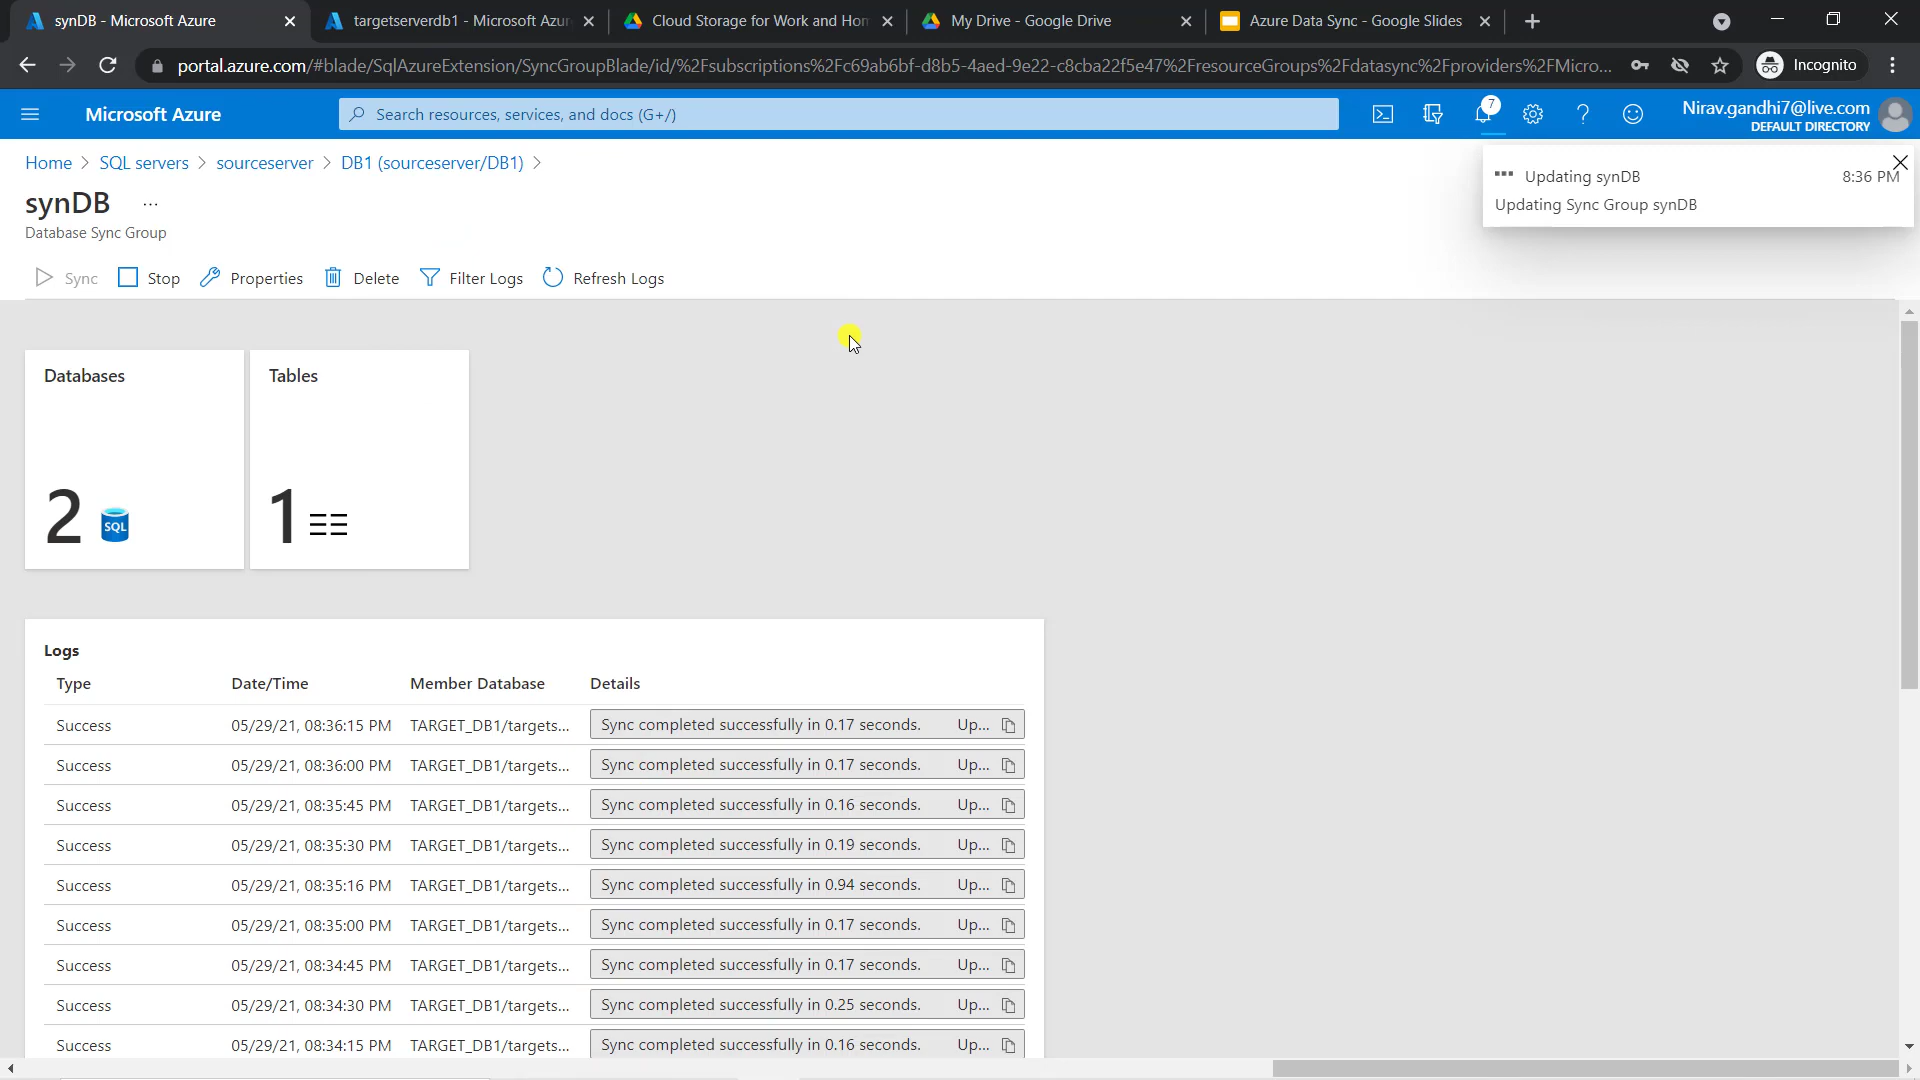 synDB - Microsoft Azure
targetserverdb1 - Microsoft Azur
Cloud Storage for Work and Hom
My Drive - Google Drive
Azure Data Sync - Google Slides
portal.azure.com/#blade/SqlAzureExtension/SyncGroupBlade/id/%2Fsubscriptions%2Fc69ab6bf-d8b5-4aed-9e22-c8cba22f5e47%2FresourceGroups%2Fdatasync%2Fproviders%2FMicro...
Incognito
Microsoft Azure
Search resources, services, and docs (G+/)
7
Nirav.gandhi7@live.com
DEFAULT DIRECTORY
Home > SQL servers > sourceserver > DB1 (sourceserver/DB1) >
Updating synDB
8:36 PM
Updating Sync Group synDB
synDB ...
Database Sync Group
Sync
Stop
Properties
Delete
Filter Logs
Refresh Logs
Databases
2
SQL
Tables
1
Logs
Type Date/Time Member Database Details
Success 05/29/21, 08:36:15 PM TARGET_DB1/targets... Sync completed successfully in 0.17 seconds. Up...
Success 05/29/21, 08:36:00 PM TARGET_DB1/targets... Sync completed successfully in 0.17 seconds. Up...
Success 05/29/21, 08:35:45 PM TARGET_DB1/targets... Sync completed successfully in 0.16 seconds. Up...
Success 05/29/21, 08:35:30 PM TARGET_DB1/targets... Sync completed successfully in 0.19 seconds. Up...
Success 05/29/21, 08:35:16 PM TARGET_DB1/targets... Sync completed successfully in 0.94 seconds. Up...
Success 05/29/21, 08:35:00 PM TARGET_DB1/targets... Sync completed successfully in 0.17 seconds. Up...
Success 05/29/21, 08:34:45 PM TARGET_DB1/targets... Sync completed successfully in 0.17 seconds. Up...
Success 05/29/21, 08:34:30 PM TARGET_DB1/targets... Sync completed successfully in 0.25 seconds. Up...
Success 05/29/21, 08:34:15 PM TARGET_DB1/targets... Sync completed successfully in 0.16 seconds. Up...